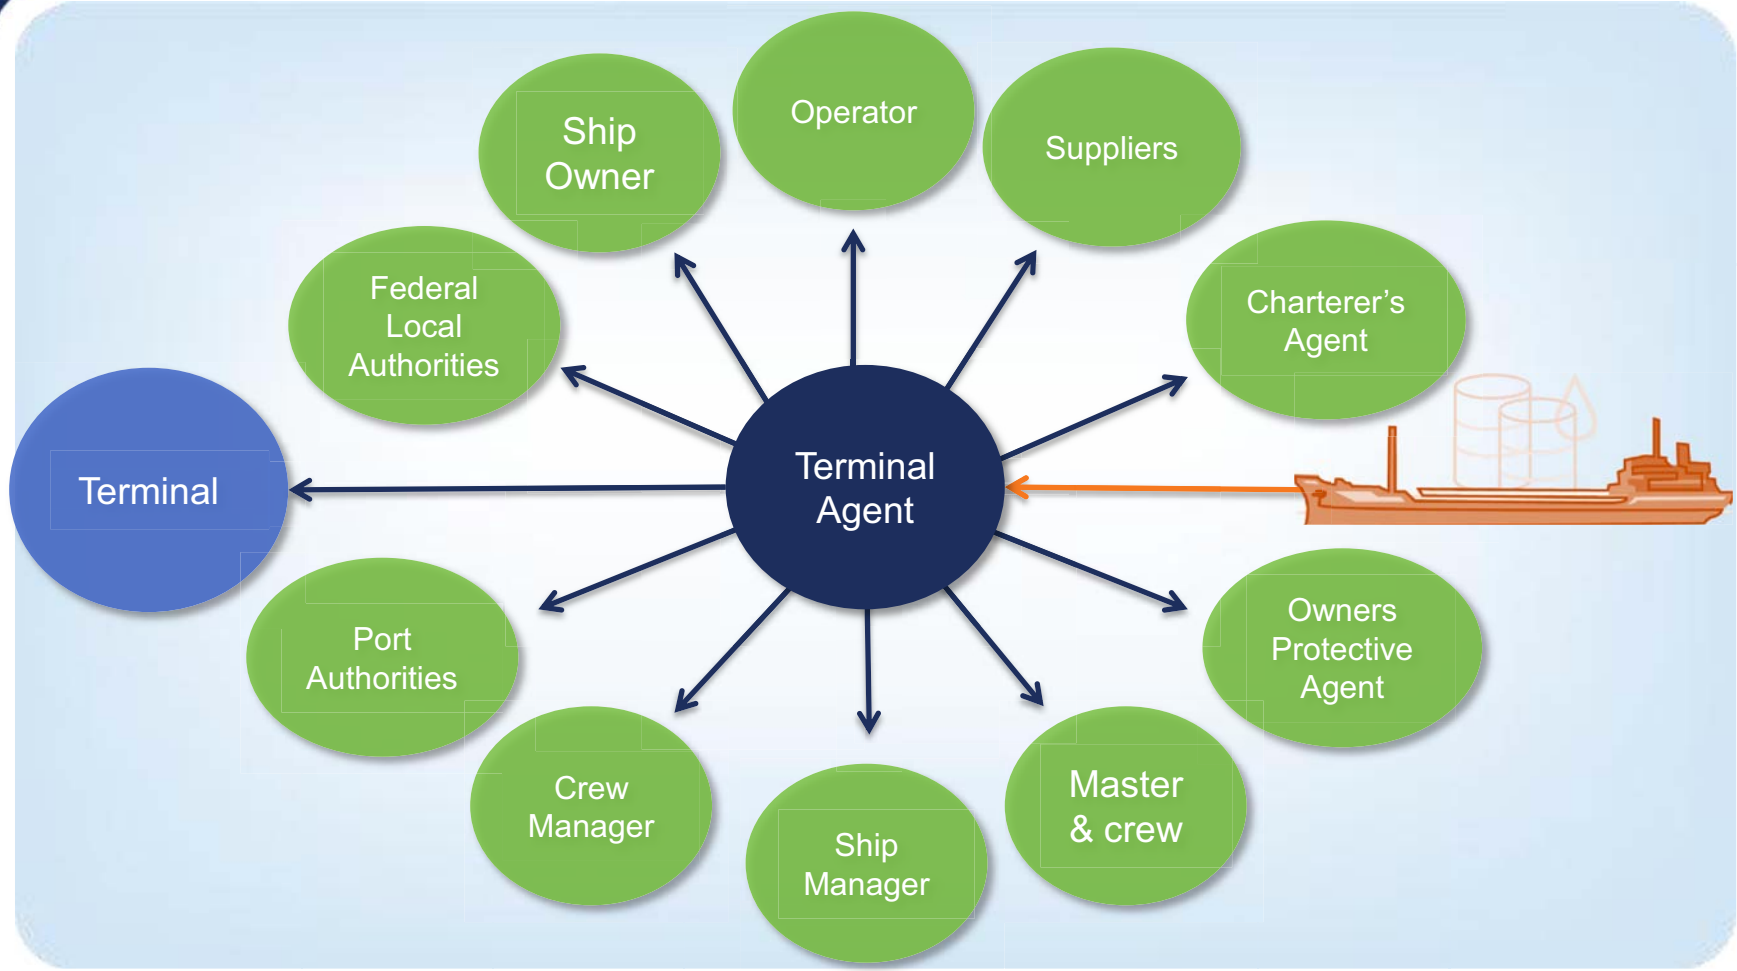 Operator
Ship
Owner
Suppliers
Federal
Local
Authorities
Charterer’s
Agent
Terminal
Terminal
Agent
Port
Authorities
Owners
Protective
Agent
Crew
Manager
Master
& crew
Ship
Manager